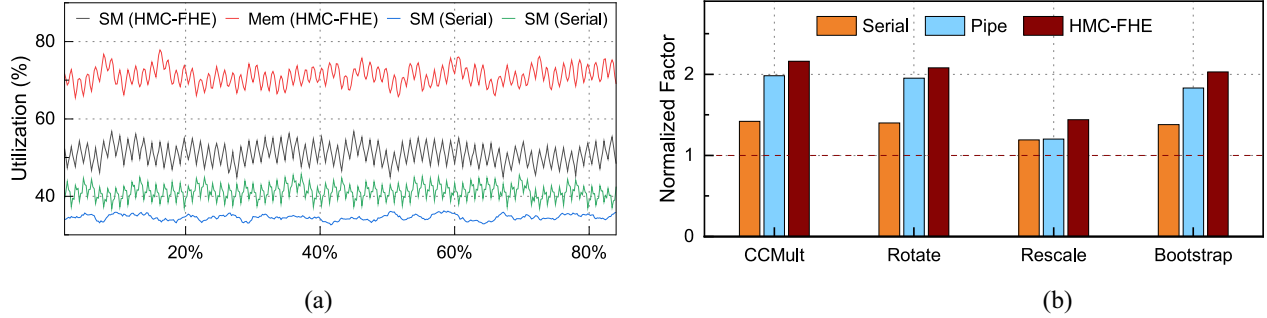 SM (HMC-FHE) Mem (HMC-FHE) SM (Serial) SM (Serial)
Utilization (%)
80
60
40
20% 40% 60% 80%
(a)
Serial Pipe HMC-FHE
Normalized Factor
2
1
0
CCMult Rotate Rescale Bootstrap
(b)